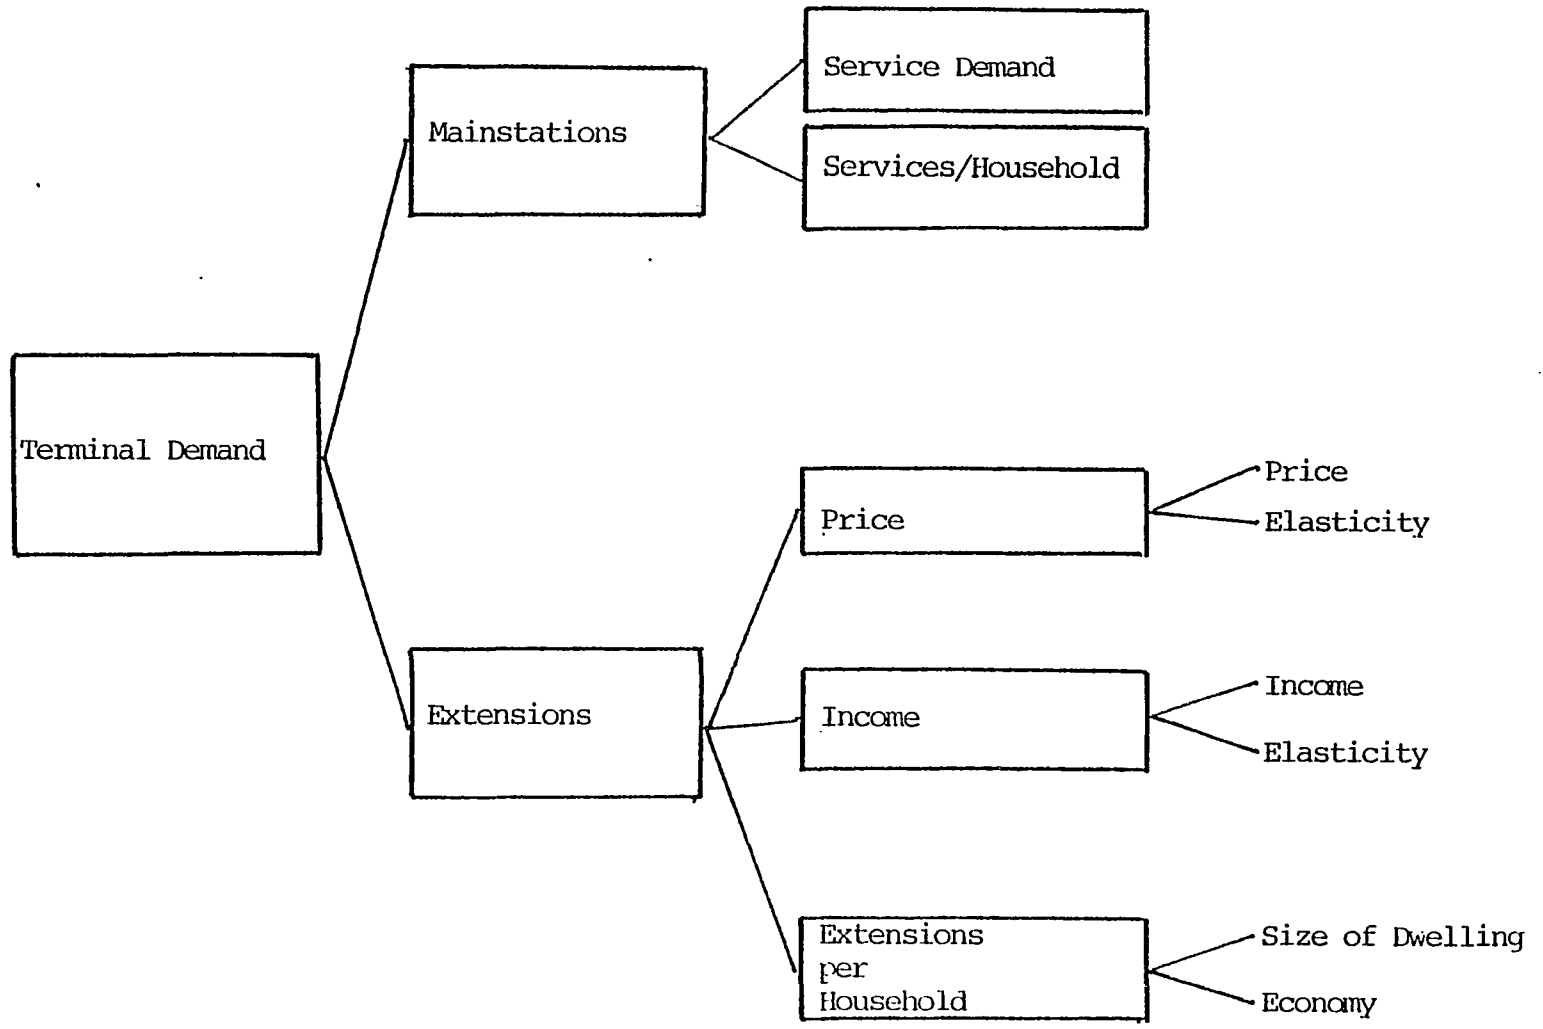 Service Demand
Mainstations
Services/Household
Terminal Demand
Price
Price
Elasticity
Extensions
Income
Income
Elasticity
Extensions
per
Household
Size of Dwelling
Economy